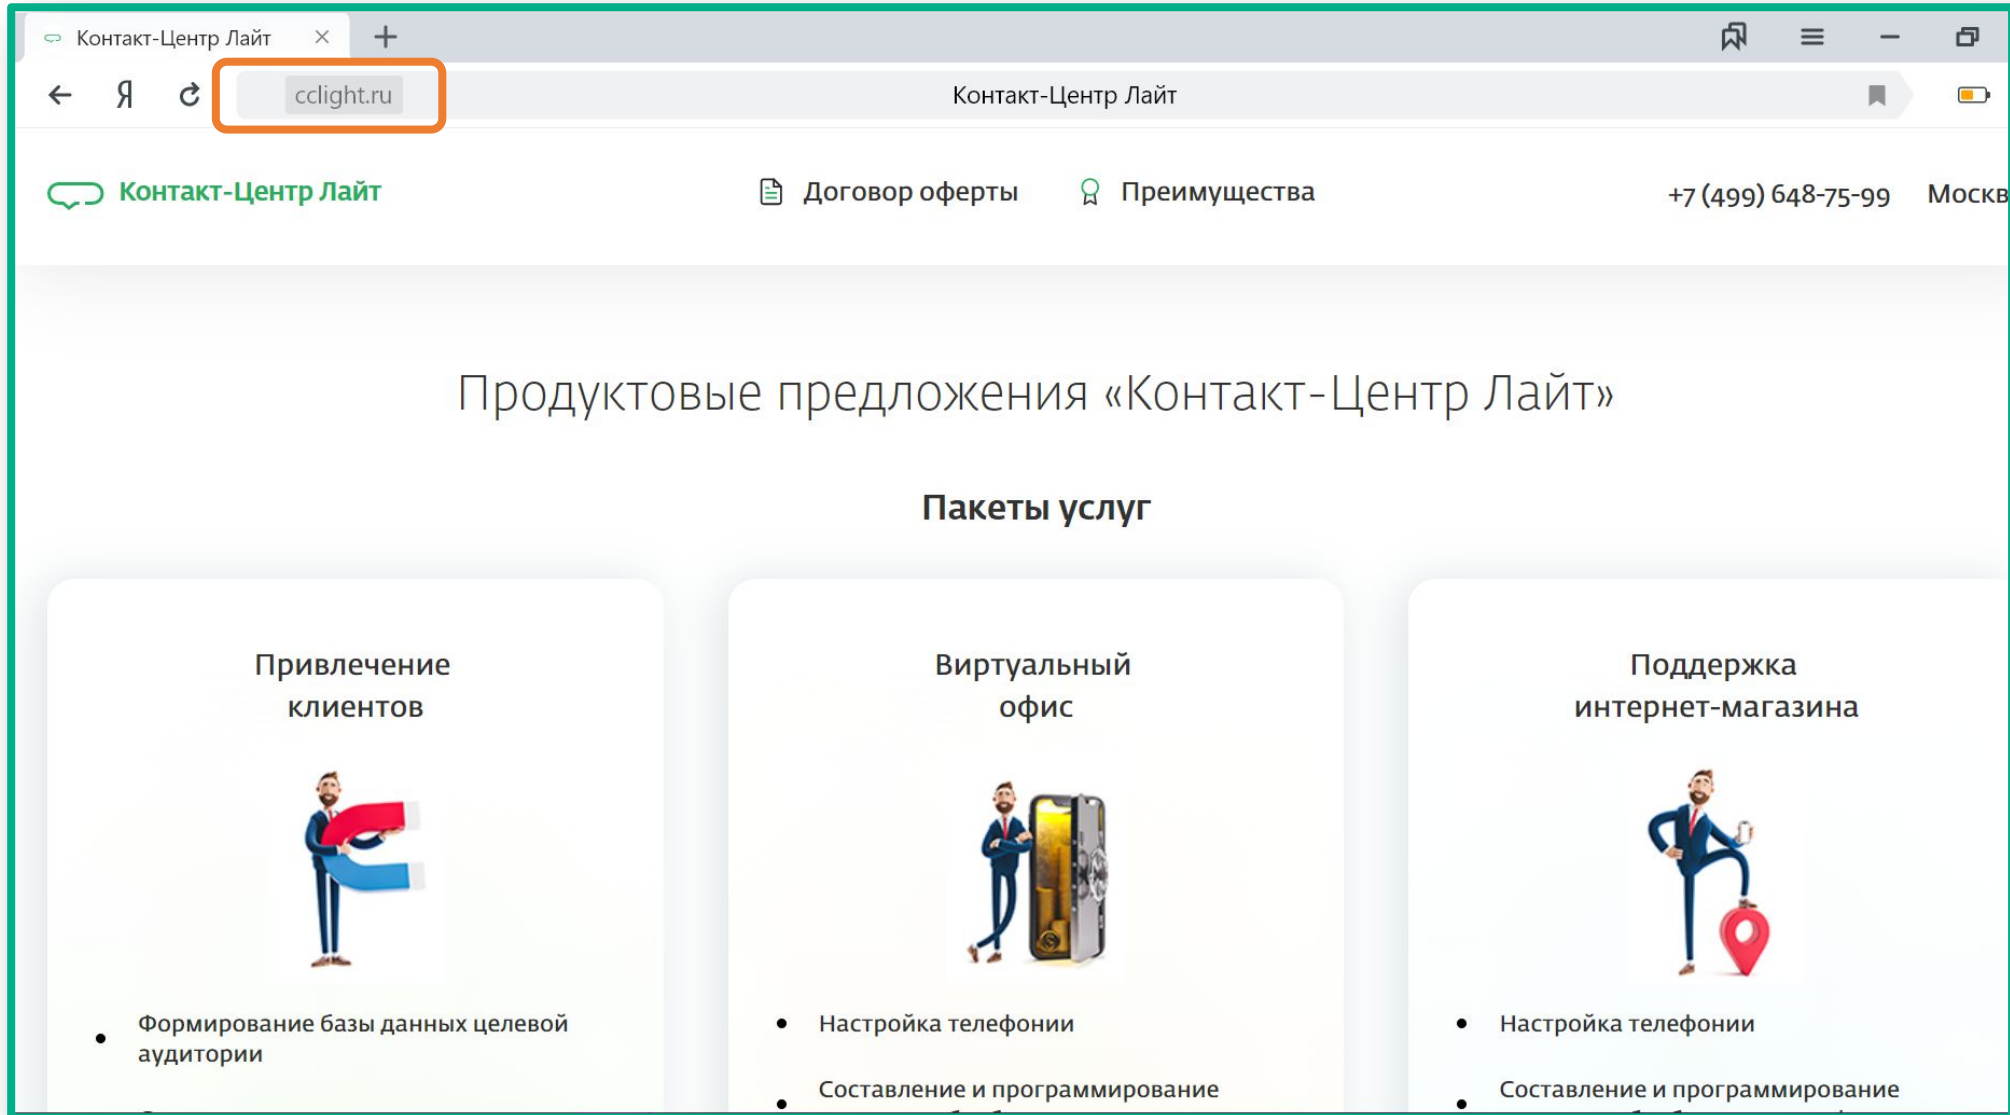 Контакт-Центр Лайт
Я
cclight.ru
Контакт-Центр Лайт
Контакт-Центр Лайт
Договор оферты
Преимущества
+7 (499) 648-75-99
Москв
Продуктовые предложения «Контакт-Центр Лайт»
Пакеты услуг
Привлечение
клиентов
Виртуальный
офис
Поддержка
интернет-магазина
Формирование базы данных целевой
аудитории
Настройка телефонии
Составление и программирование
Настройка телефонии
Составление и программирование